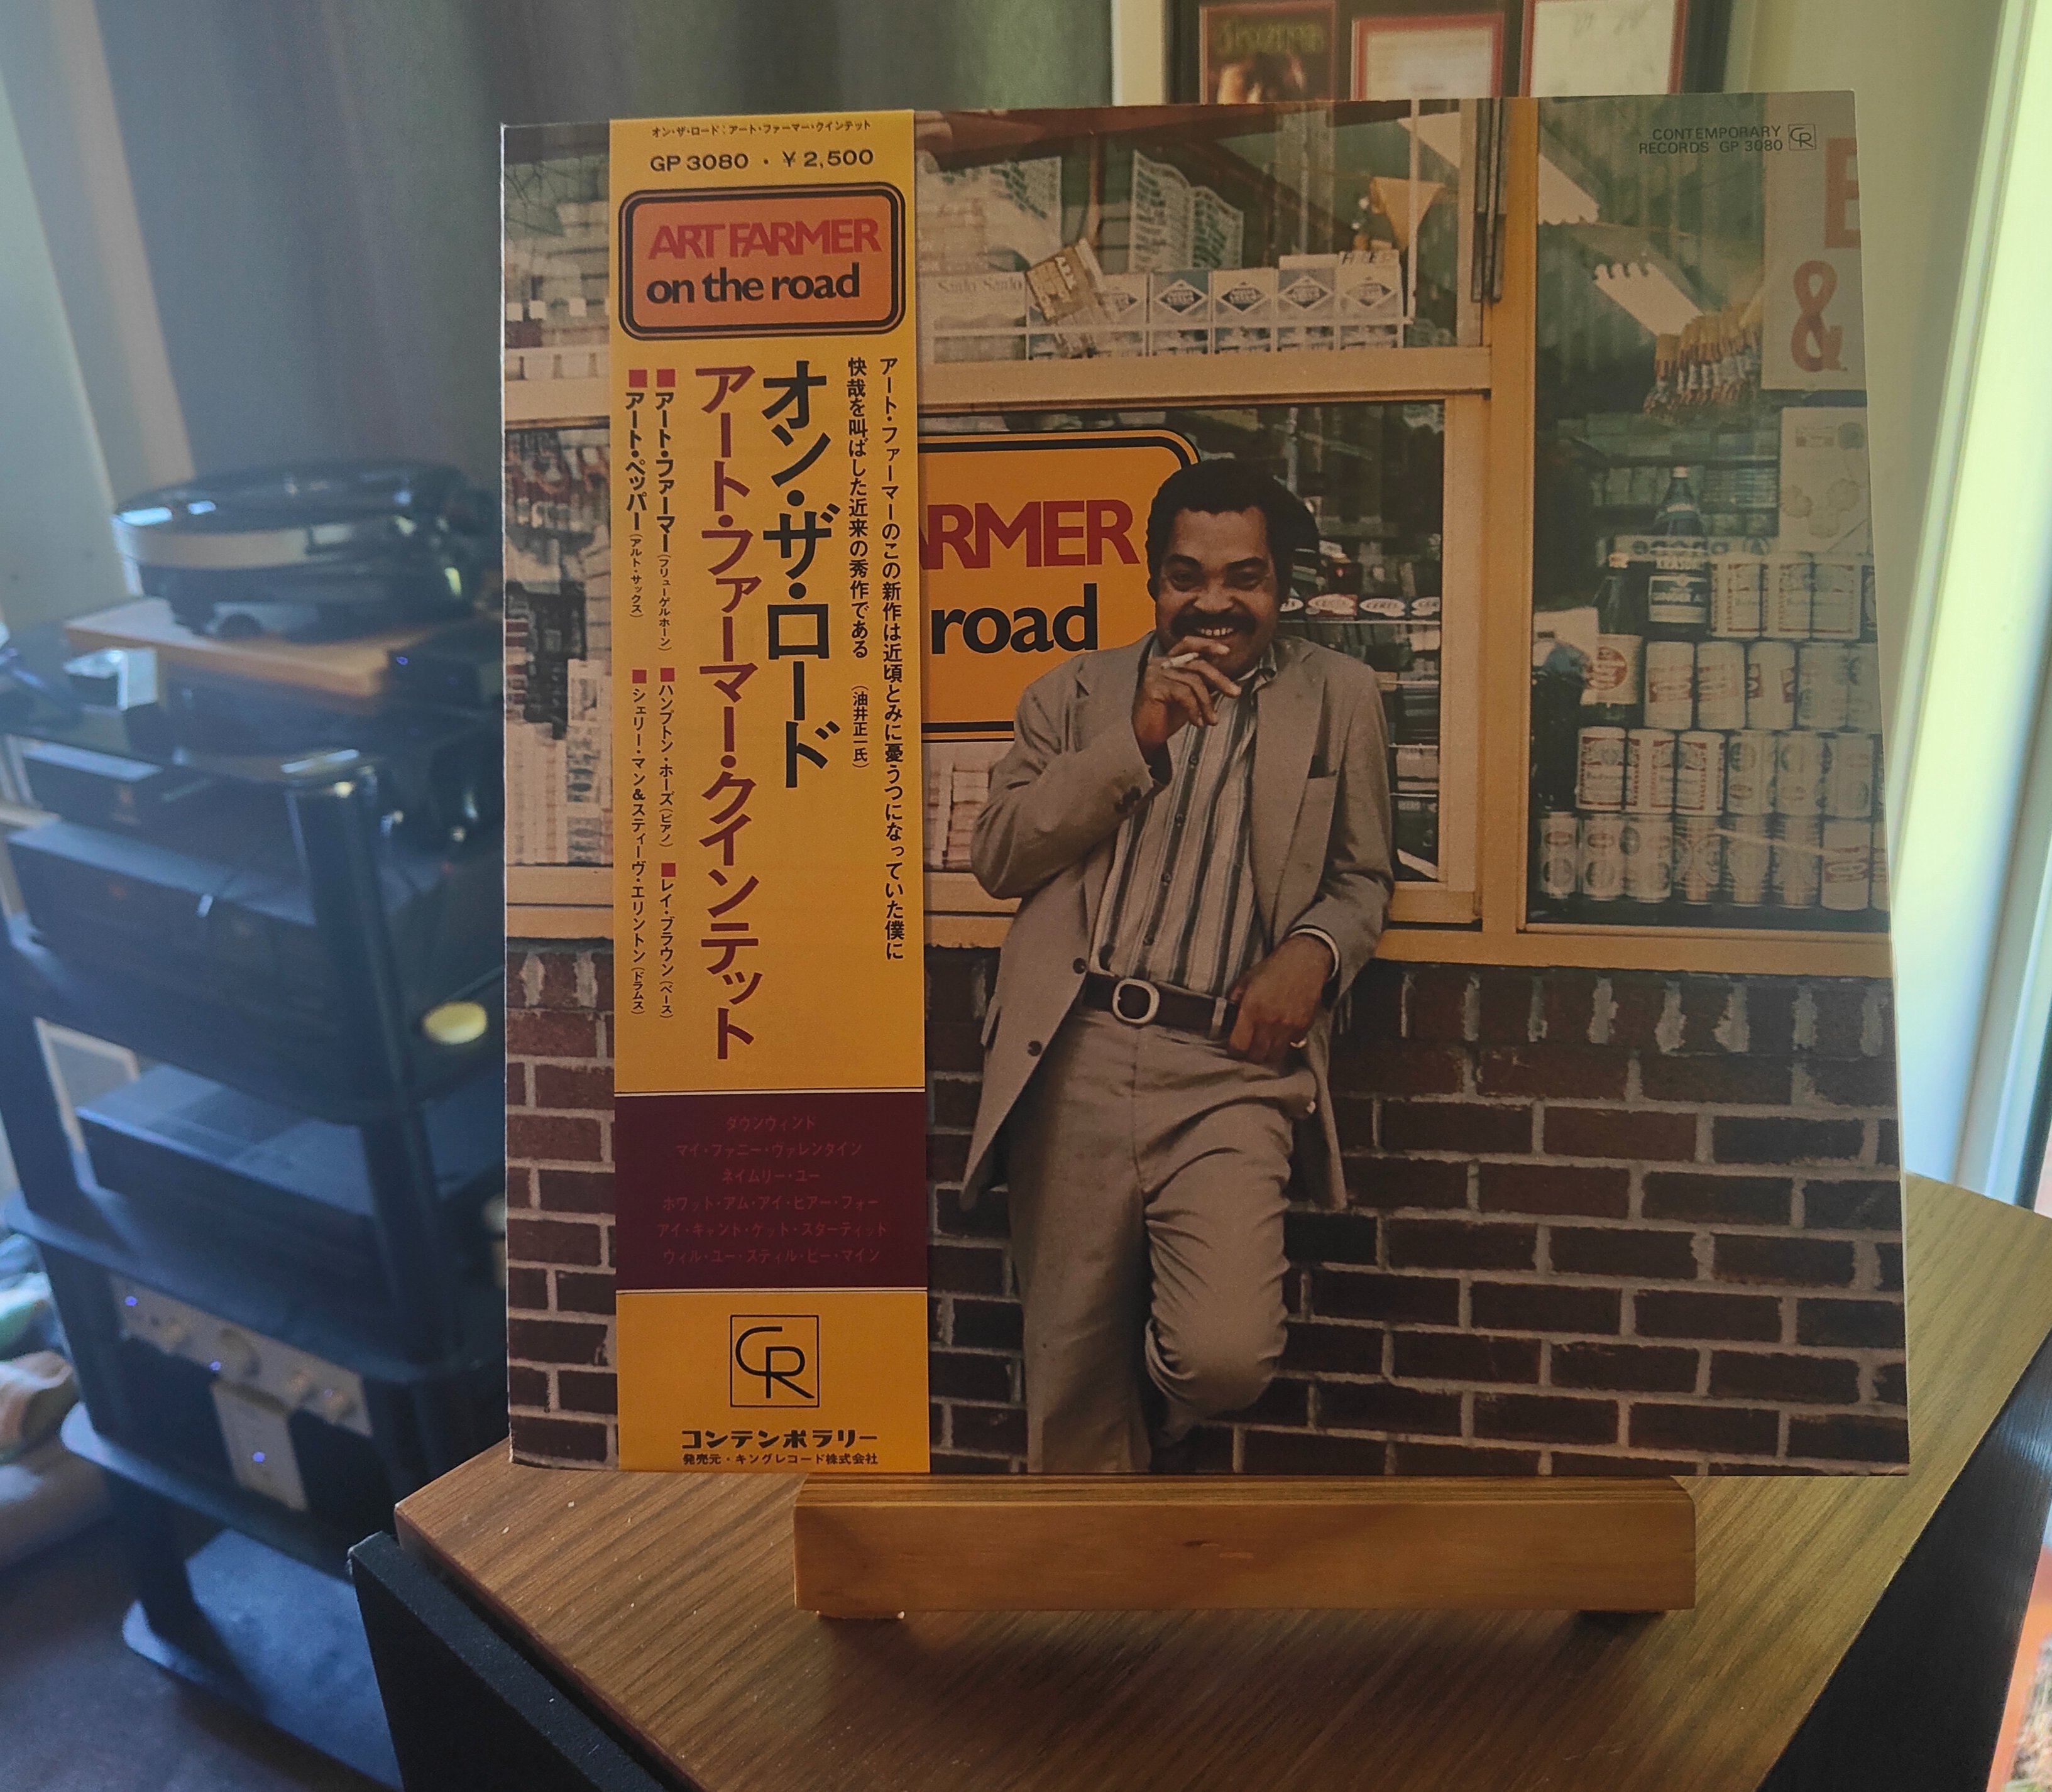 オン・ザ・ロード:アート・ファーマー・クインテット
GP 3080 ・ ¥2,500
ART FARMER
on the road
アート・ファーマーのこの新作は近頃とみに憂うつになっていた僕に
快哉を叫ばした近来の秀作である (油井正一氏)
オン・ザ・ロード
アート・ファーマー・クインテット
■アート・ファーマー(フリューゲルホーン) ■ハンプトン・ホーズ(ピアノ) ■レイ・ブラウン(ベース)
■アート・ペッパー(アルト・サックス) ■シェリー・マン&スティーヴ・エリントン(ドラムス)
ダウンウィンド
マイ・ファニー・ヴァレンタイン
ネイムリー・ユー
ホワット・アム・アイ・ヒアー・フォー
アイ・キャント・ゲット・スターティッド
ウィル・ユー・スティル・ビー・マイン
CR
コンテンポラリー
発売元・キングレコード株式会社
CONTEMPORARY
RECORDS GP 3080
CR
ARMER
road
&